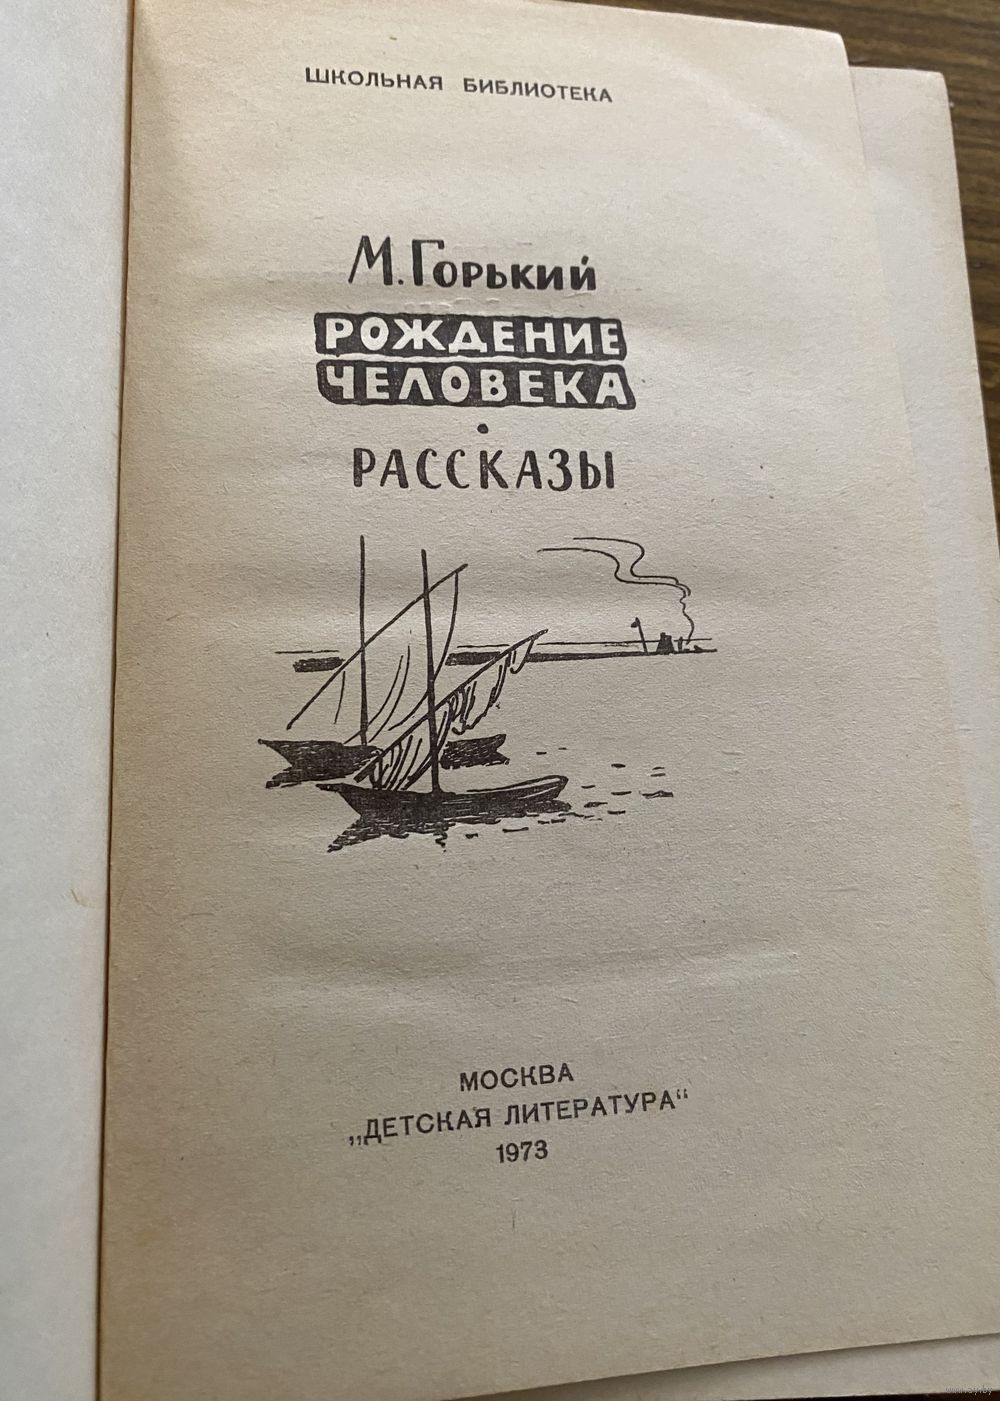 ШКОЛЬНАЯ БИБЛИОТЕКА
М. Горький
РОЖДЕНИЕ
ЧЕЛОВЕКА
•
РАССКАЗЫ
МОСКВА
„ДЕТСКАЯ ЛИТЕРАТУРА“
1973